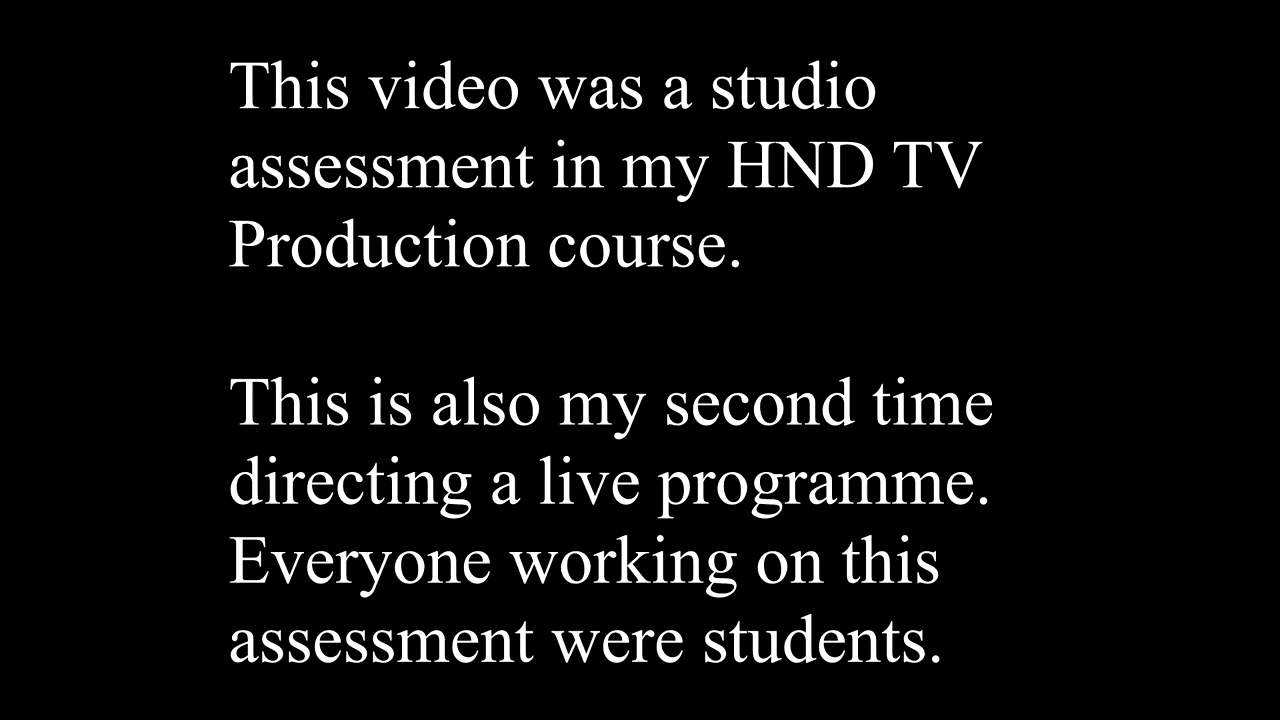 This video was a studio
assessment in my HND TV
Production course.
This is also my second time
directing a live programme.
Everyone working on this
assessment were students.